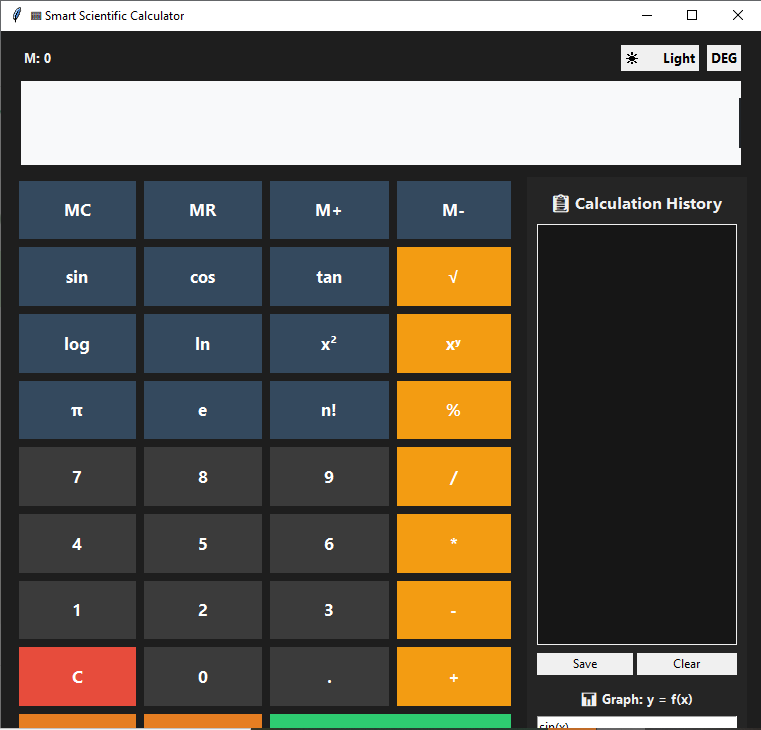 Smart Scientific Calculator
M: 0
Light DEG
MC MR M+ M-
sin cos tan √
log ln x² xʸ
π e n! %
7 8 9 /
4 5 6 *
1 2 3 -
C 0 . +
Calculation History
Save Clear
Graph: y = f(x)
sin(x)